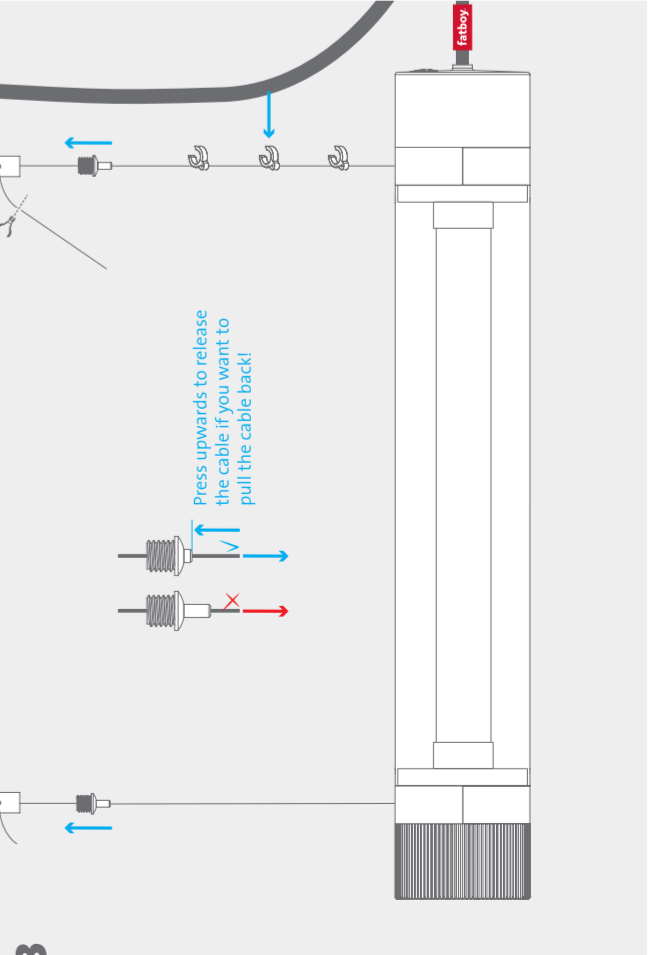 fatboy
Press upwards to release
the cable if you want to
pull the cable back!